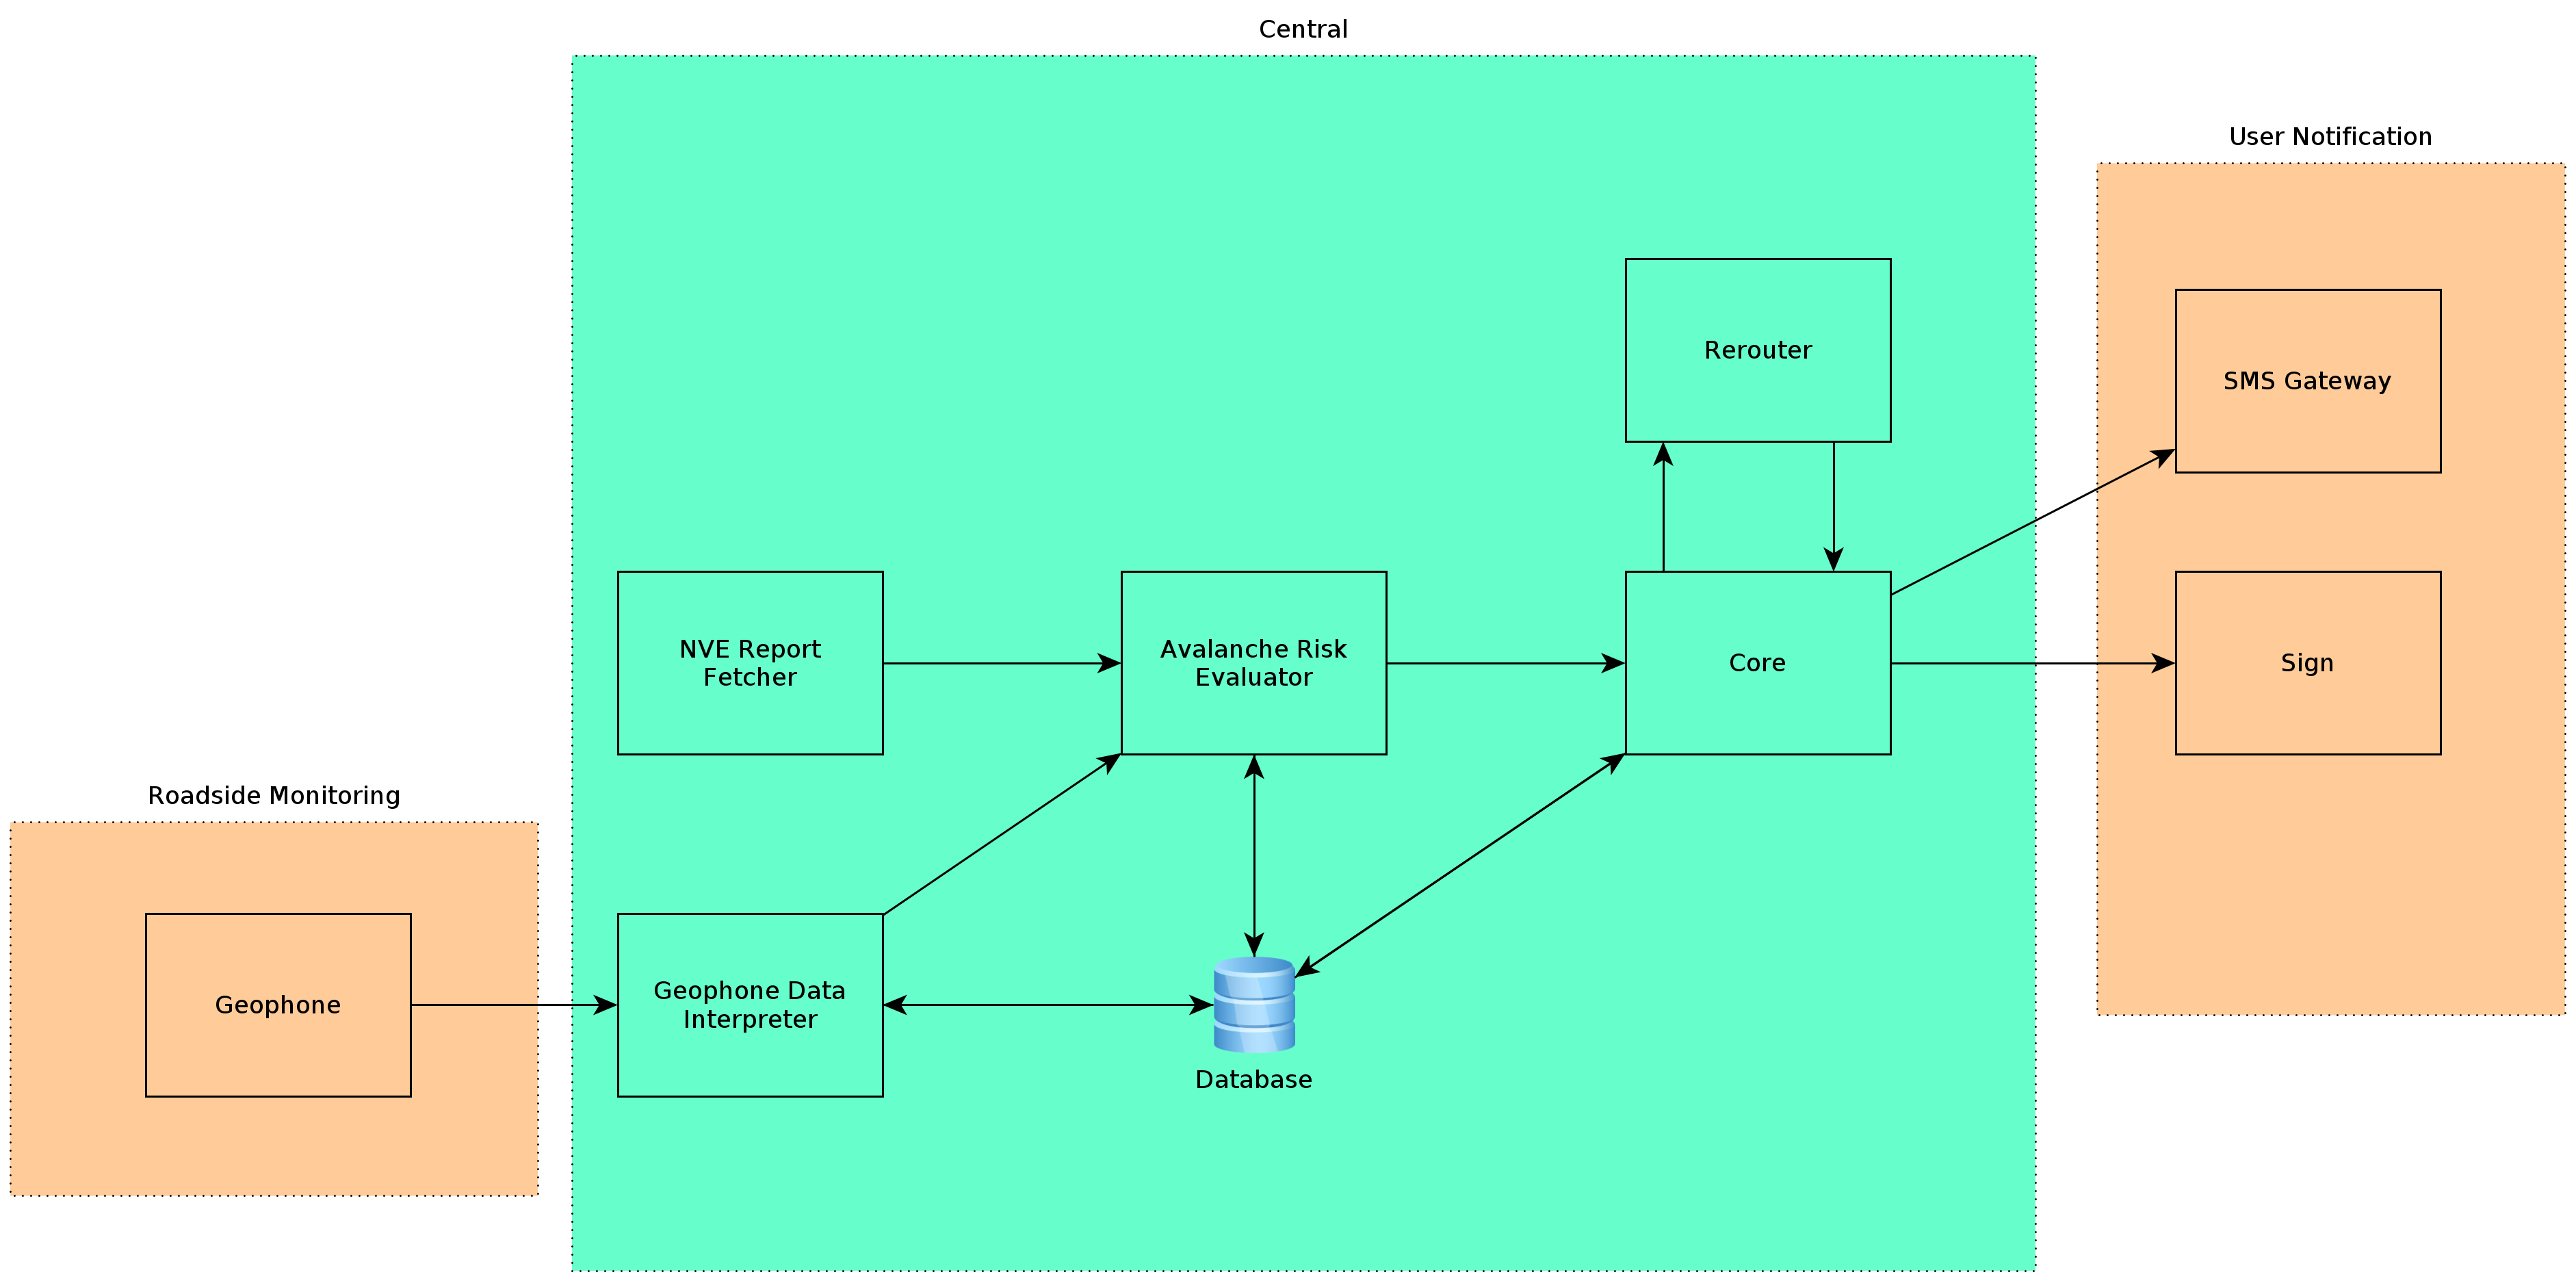 Central
User Notification
Rerouter
SMS Gateway
NVE Report
Fetcher
Avalanche Risk
Evaluator
Core
Sign
Roadside Monitoring
Geophone
Geophone Data
Interpreter
Database